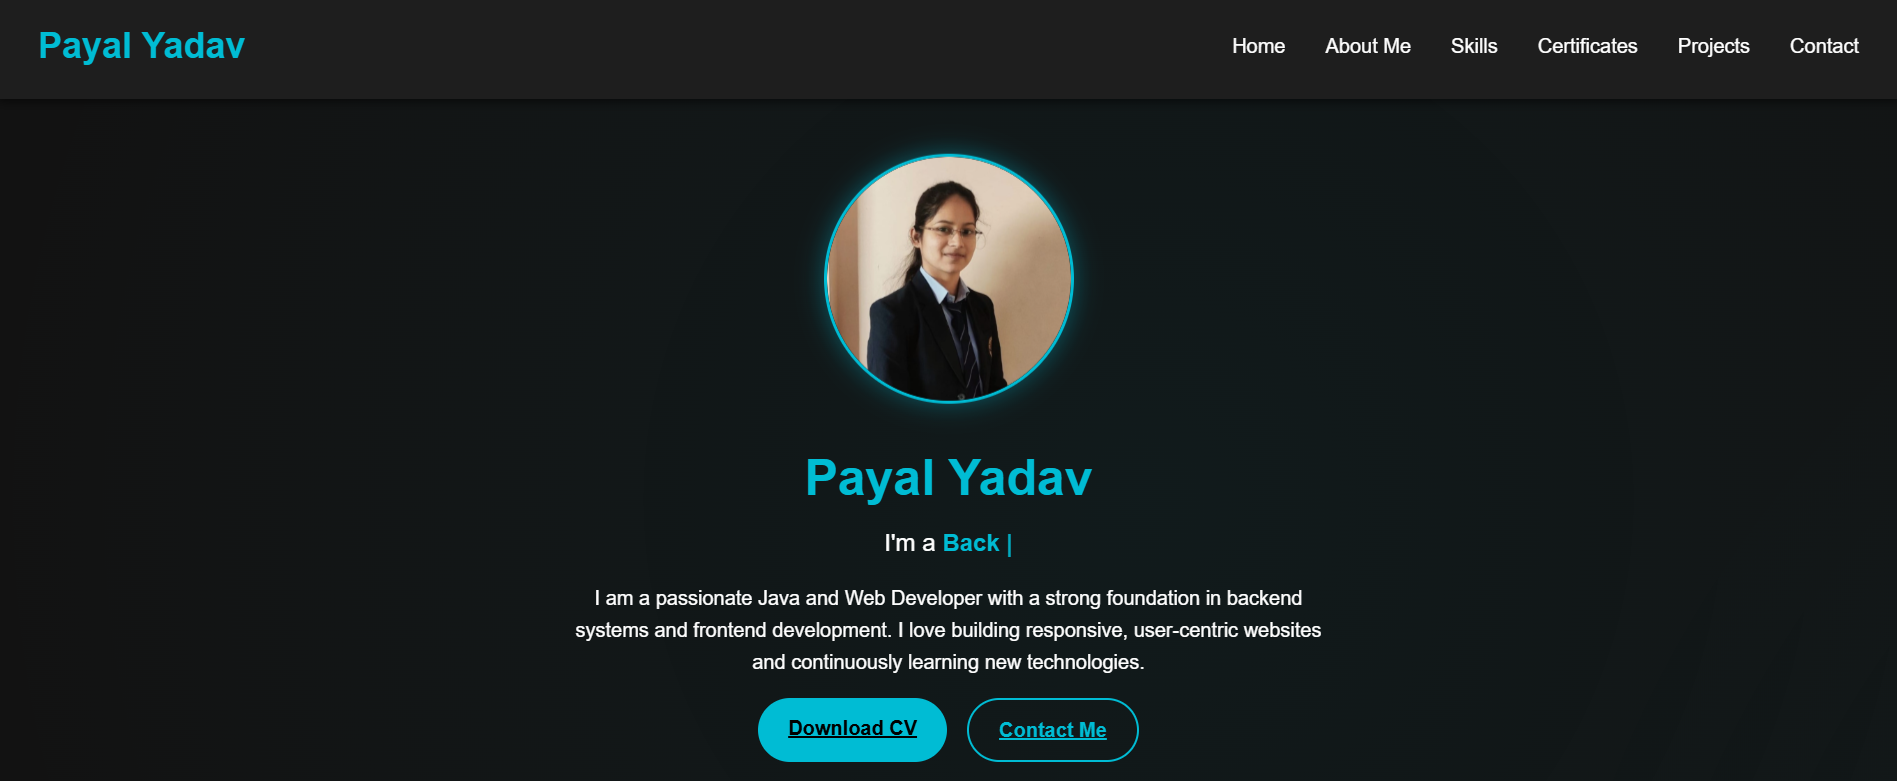 Payal Yadav
Home About Me Skills Certificates Projects Contact
Payal Yadav
I'm a Back |
I am a passionate Java and Web Developer with a strong foundation in backend
systems and frontend development. I love building responsive, user-centric websites
and continuously learning new technologies.
Download CV Contact Me